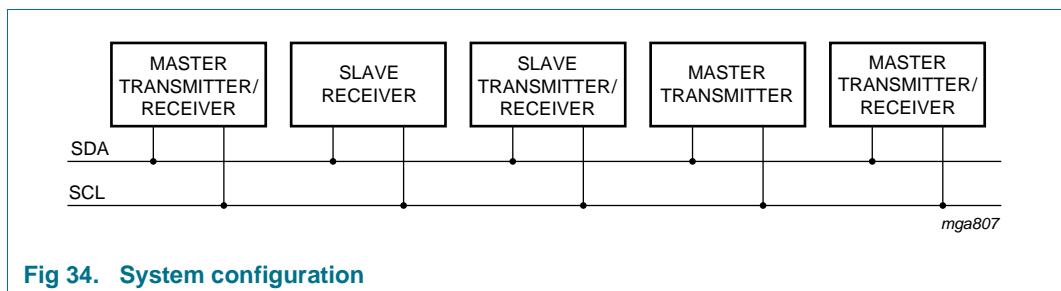 MASTER
TRANSMITTER/
RECEIVER
SLAVE
RECEIVER
SLAVE
TRANSMITTER/
RECEIVER
MASTER
TRANSMITTER
MASTER
TRANSMITTER/
RECEIVER
SDA
SCL
mga807
Fig 34. System configuration